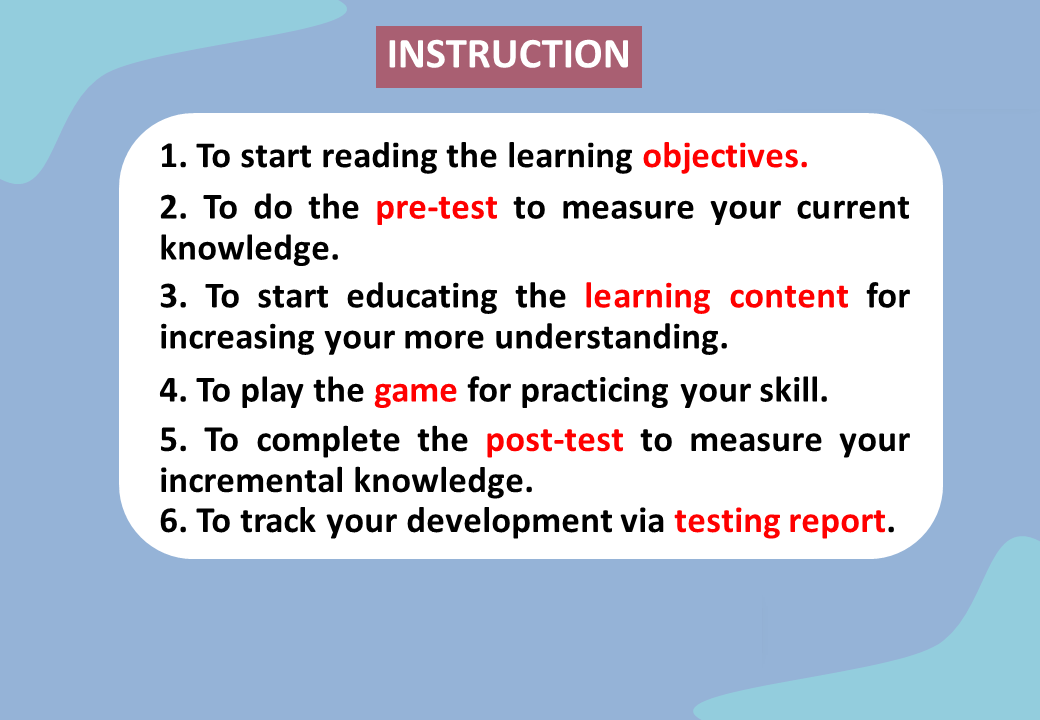 INSTRUCTION
1. To start reading the learning objectives.
2. To do the pre-test to measure your current
knowledge.
3. To start educating the learning content for
increasing your more understanding.
4. To play the game for practicing your skill.
5. To complete the post-test to measure your
incremental knowledge.
6. To track your development via testing report.